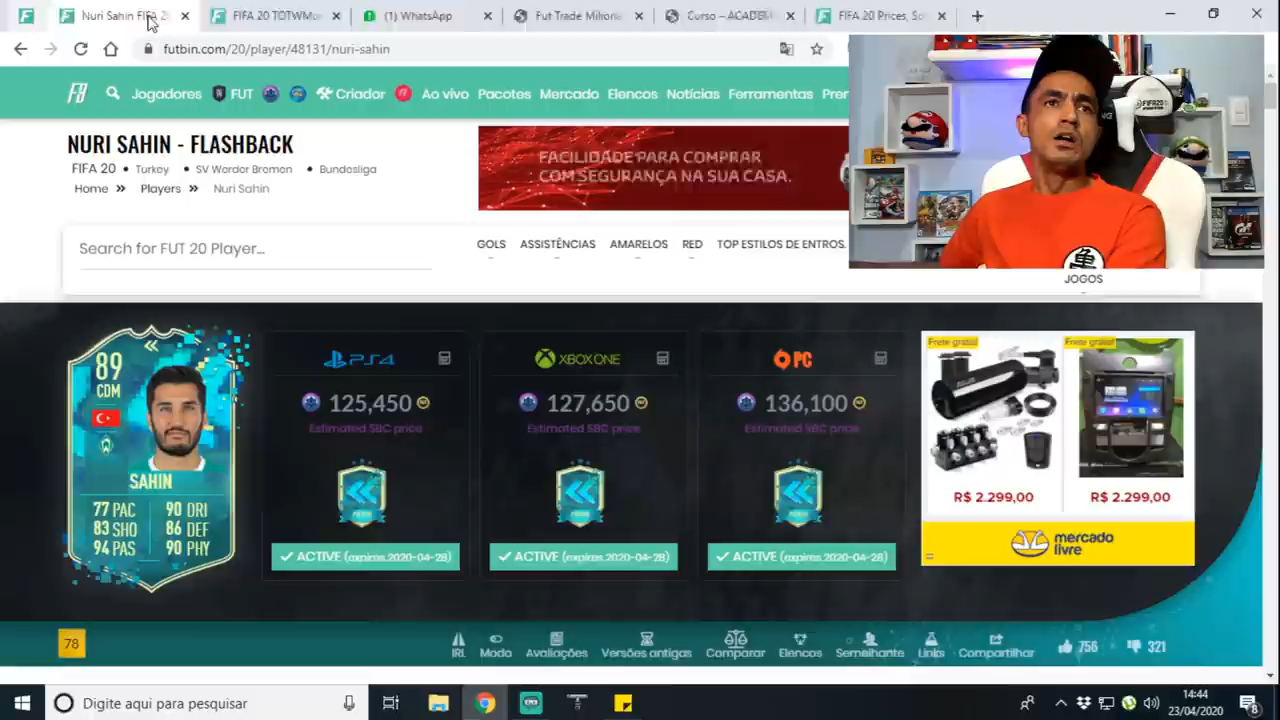 Nuri Sahin FIFA 2
FIFA 20 TOTWMo
(1) WhatsApp
Fut Trade Milion
Curso – ACADEM
FIFA 20 Prices, So
futbin.com/20/player/48131/nuri-sahin
Jogadores
FUT
Criador
Ao vivo
Pacotes
Mercado
Elencos
Notícias
Ferramentas
NURI SAHIN - FLASHBACK
FIFA 20 • Turkey • SV Werder Bremen • Bundesliga
Home » Players » Nuri Sahin
FACILIDADE PARA COMPRAR
COM SEGURANÇA NA SUA CASA.
Search for FUT 20 Player...
GOLS
ASSISTÊNCIAS
AMARELOS
RED
TOP ESTILOS DE ENTROS.
JOGOS
89
CDM
SAHIN
77 PAC 90 DRI
83 SHO 86 DEF
94 PAS 90 PHY
PS4
125,450
Estimated SBC price
ACTIVE (expires 2020-04-28)
XBOX ONE
127,650
Estimated SBC price
ACTIVE (expires 2020-04-28)
PC
136,100
Estimated SBC price
ACTIVE (expires 2020-04-28)
Frete gratis!
Frete gratis!
R$ 2.299,00
R$ 2.299,00
mercado
livre
78
IRL
Modo
Avaliações
Versões antigas
Comparar
Elencos
Semelhante
Links
Compartilhar
756
321
Digite aqui para pesquisar
14:44
23/04/2020